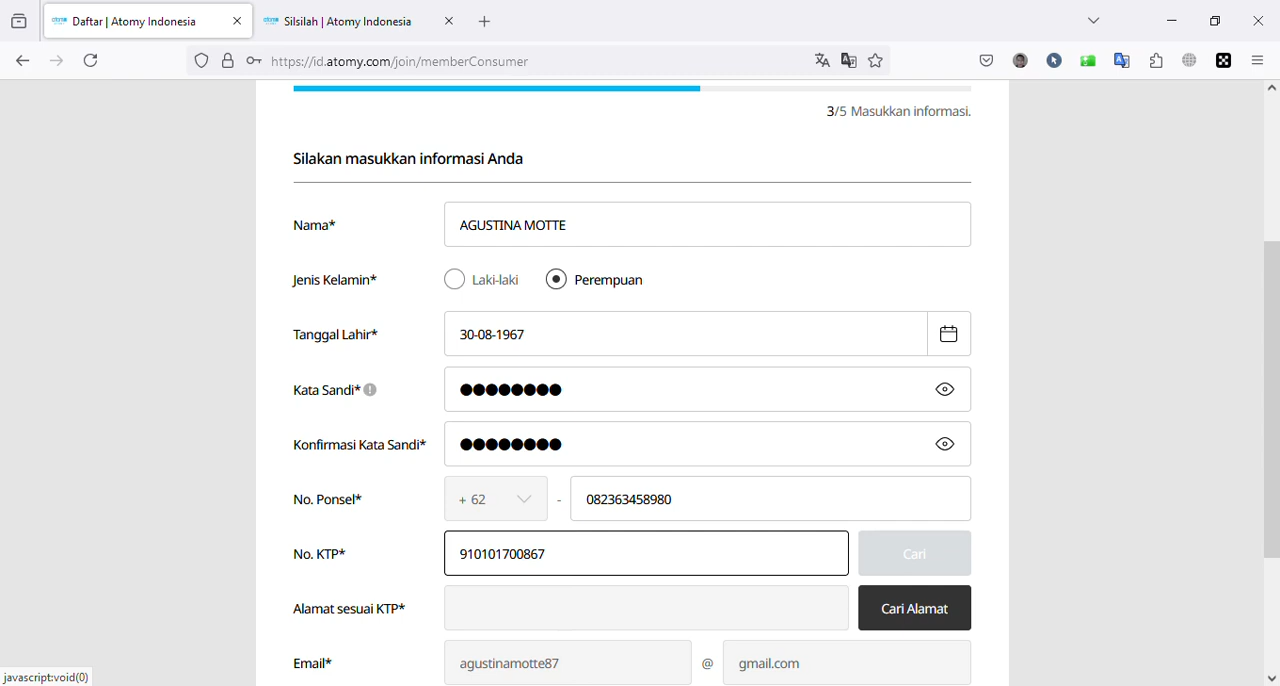 Daftar | Atomy Indonesia
Silsilah | Atomy Indonesia
https://id.atomy.com/join/memberConsumer
3/5 Masukkan informasi.
Silakan masukkan informasi Anda
Nama* AGUSTINA MOTTE
Jenis Kelamin* Laki-laki Perempuan
Tanggal Lahir* 30-08-1967
Kata Sandi*
Konfirmasi Kata Sandi*
No. Ponsel* + 62 - 082363458980
No. KTP* 910101700867 Cari
Alamat sesuai KTP* Cari Alamat
Email* agustinamotte87 @ gmail.com
javascript:void(0)